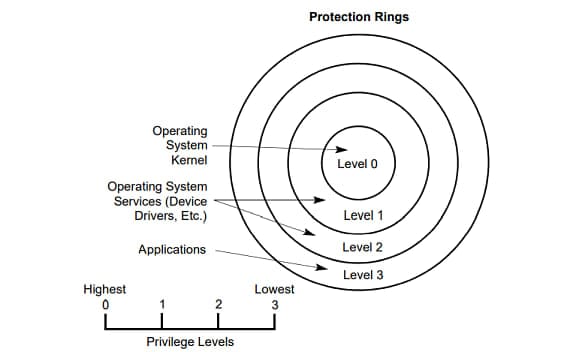 Protection Rings
Operating
System
Kernel
Level 0
Operating System
Services (Device
Drivers, Etc.)
Level 1
Level 2
Applications
Level 3
Highest
Lowest
0
1
2
3
Privilege Levels